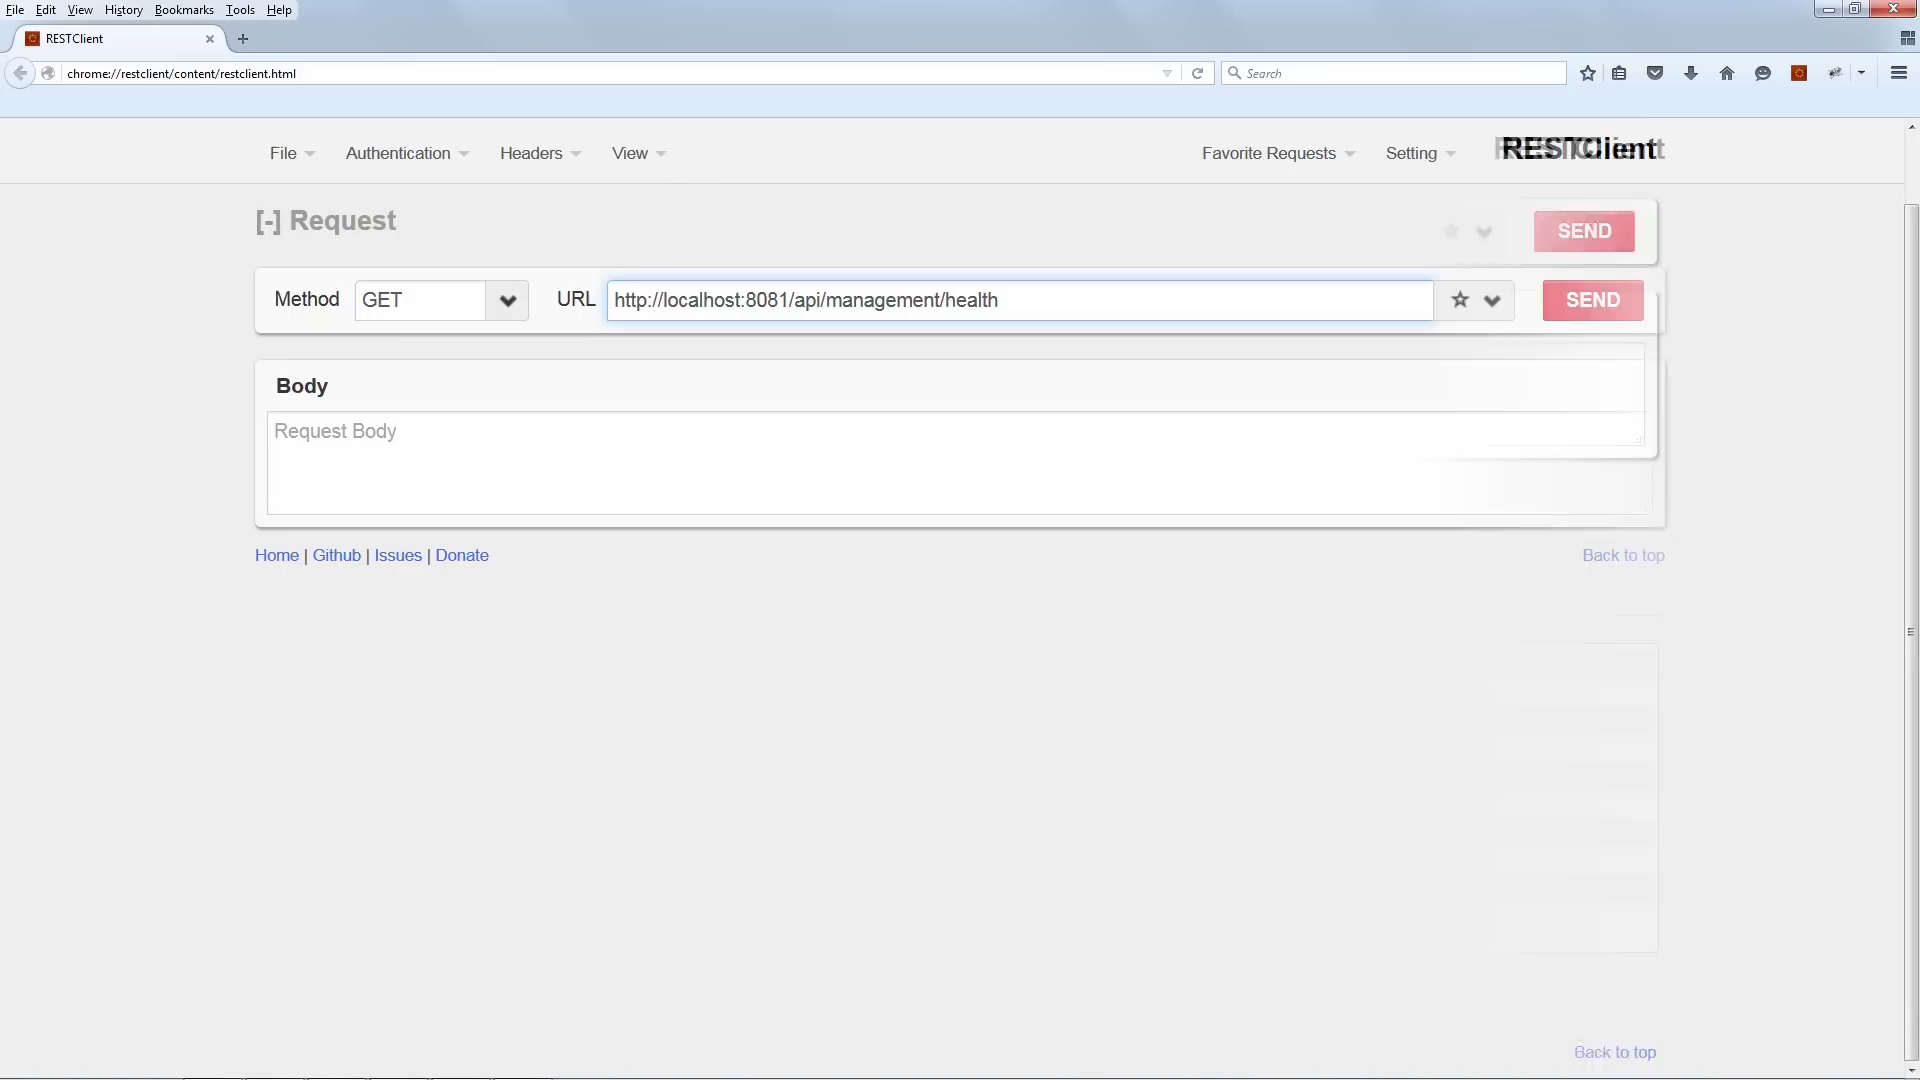 File Edit View History Bookmarks Tools Help
RESTClient
chrome://restclient/content/restclient.html
Search
File Authentication Headers View Favorite Requests Setting RESTClient
[-] Request
SEND
Method GET URL http://localhost:8081/api/management/health SEND
Body
Request Body
Home | Github | Issues | Donate
Back to top
Back to top